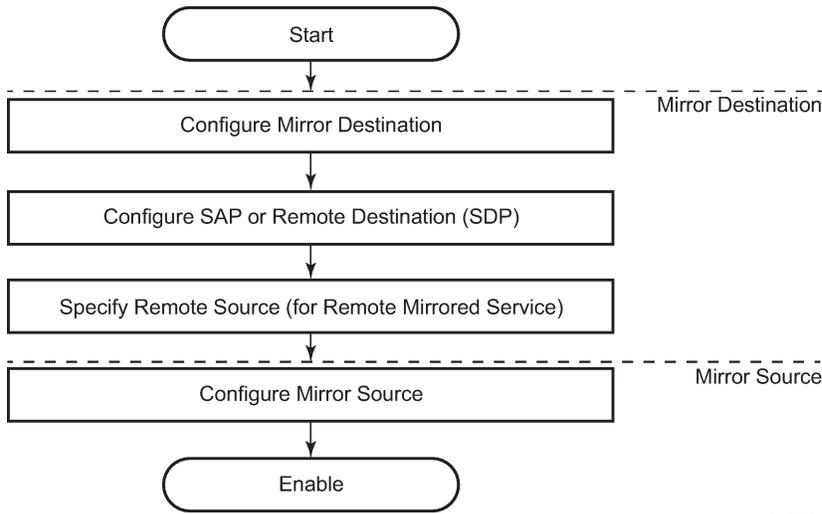 Start
Mirror Destination
Configure Mirror Destination
Configure SAP or Remote Destination (SDP)
Specify Remote Source (for Remote Mirrored Service)
Mirror Source
Configure Mirror Source
Enable